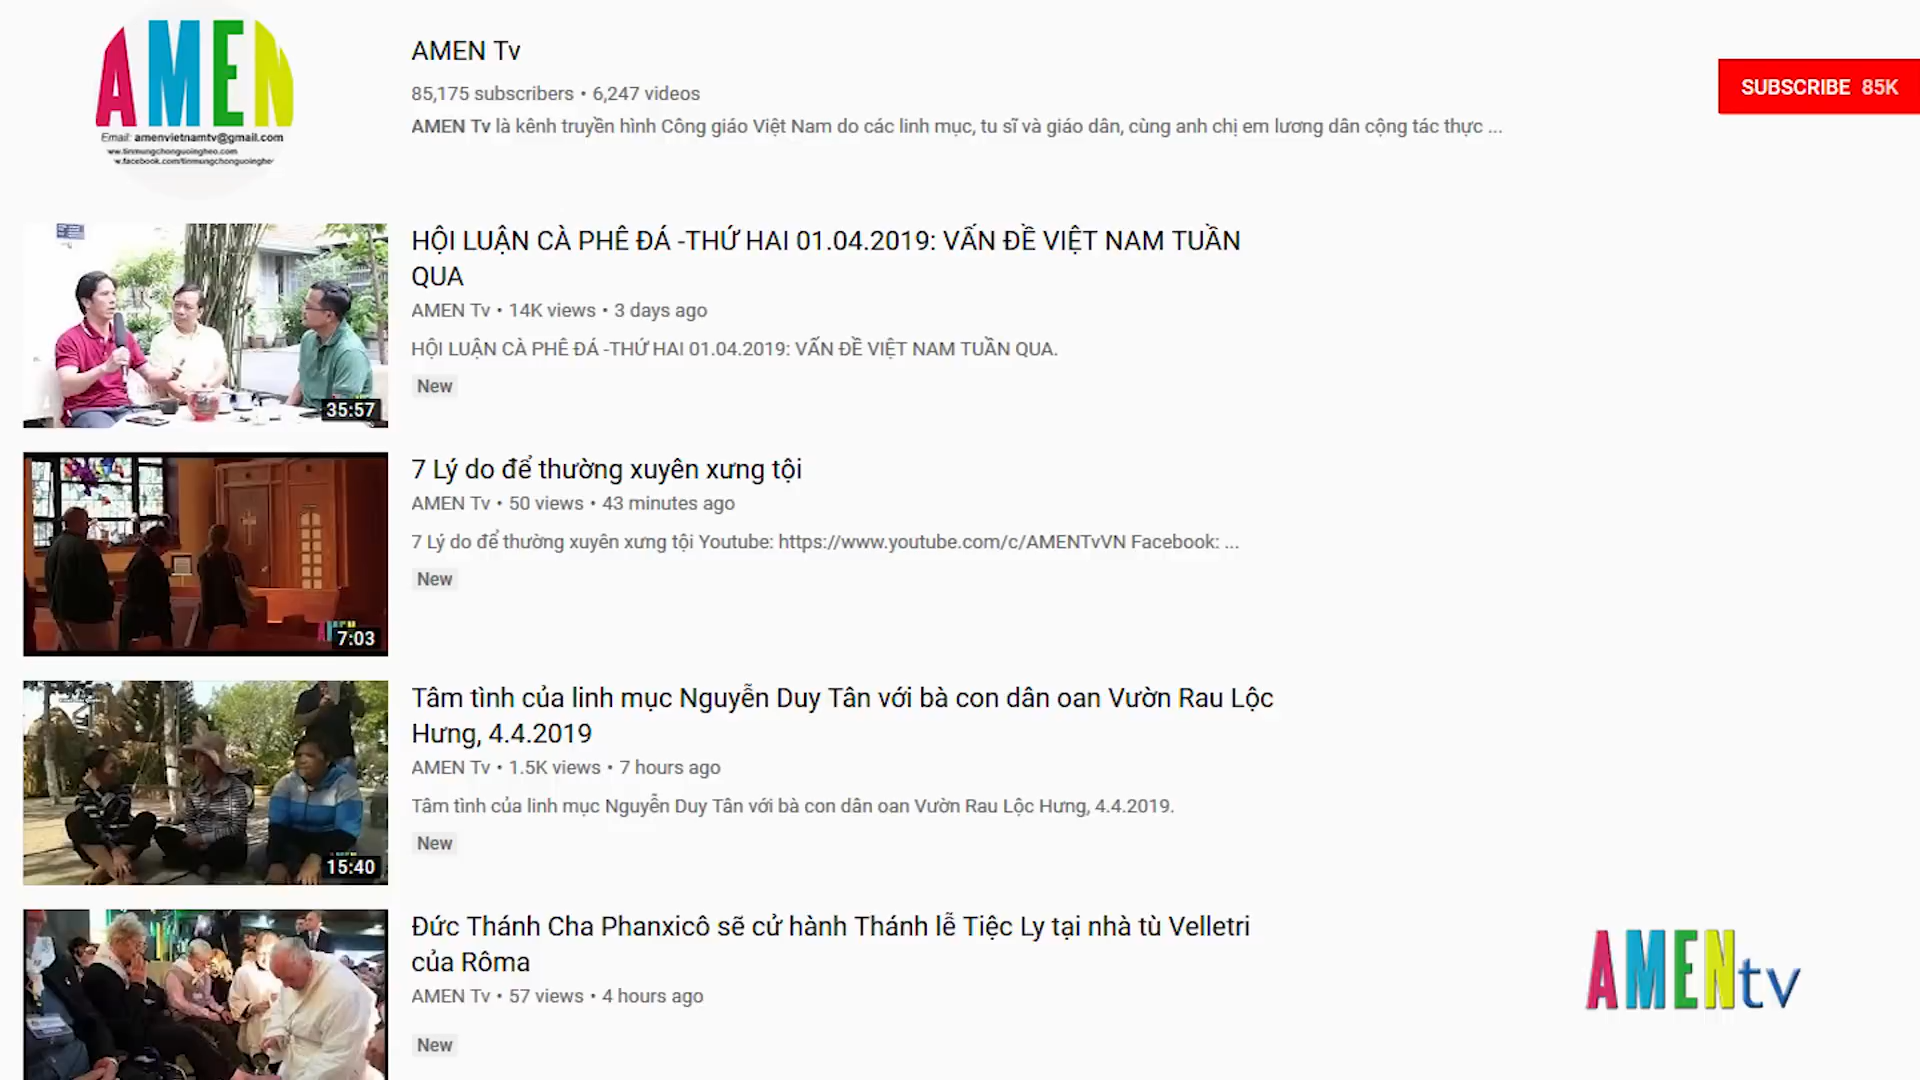 AMEN
Email: amenvietnamtv@gmail.com
www.tinmungchonguoingheo.com
AMEN Tv
85,175 subscribers • 6,247 videos
AMEN Tv là kênh truyền hình Công giáo Việt Nam do các linh mục, tu sĩ và giáo dân, cùng anh chị em lương dân cộng tác thực ...
SUBSCRIBE 85K
HỘI LUẬN CÀ PHÊ ĐÁ -THỨ HAI 01.04.2019: VẤN ĐỀ VIỆT NAM TUẦN
QUA
AMEN Tv • 14K views • 3 days ago
HỘI LUẬN CÀ PHÊ ĐÁ -THỨ HAI 01.04.2019: VẤN ĐỀ VIỆT NAM TUẦN QUA.
New
35:57
7 Lý do để thường xuyên xưng tội
AMEN Tv • 50 views • 43 minutes ago
7 Lý do để thường xuyên xưng tội Youtube: https://www.youtube.com/c/AMENTvVN Facebook: ...
New
7:03
Tâm tình của linh mục Nguyễn Duy Tân với bà con dân oan Vườn Rau Lộc
Hưng, 4.4.2019
AMEN Tv • 1.5K views • 7 hours ago
Tâm tình của linh mục Nguyễn Duy Tân với bà con dân oan Vườn Rau Lộc Hưng, 4.4.2019.
New
15:40
Đức Thánh Cha Phanxicô sẽ cử hành Thánh lễ Tiệc Ly tại nhà tù Velletri
của Rôma
AMEN Tv • 57 views • 4 hours ago
New
AMENtv